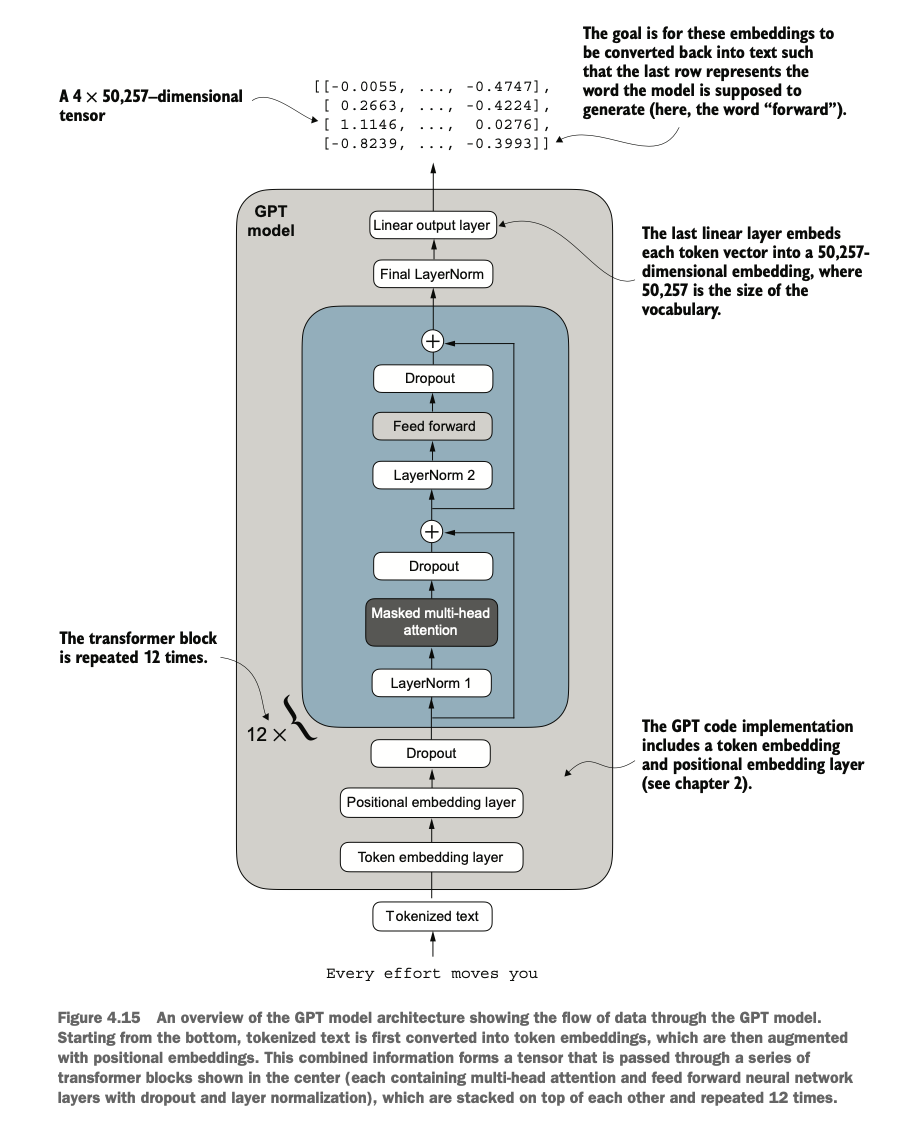 The goal is for these embeddings to
be converted back into text such
that the last row represents the
word the model is supposed to
generate (here, the word “forward”).
A 4 × 50,257–dimensional
tensor
[[-0.0055, ..., -0.4747],
[ 0.2663, ..., -0.4224],
[ 1.1146, ...,  0.0276],
[-0.8239, ..., -0.3993]]
GPT
model
Linear output layer
The last linear layer embeds
each token vector into a 50,257-
dimensional embedding, where
50,257 is the size of the
vocabulary.
Final LayerNorm
+
Dropout
Feed forward
LayerNorm 2
+
Dropout
Masked multi-head
attention
The transformer block
is repeated 12 times.
LayerNorm 1
12 × {
The GPT code implementation
includes a token embedding
and positional embedding layer
(see chapter 2).
Dropout
Positional embedding layer
Token embedding layer
Tokenized text
Every effort moves you
Figure 4.15 An overview of the GPT model architecture showing the flow of data through the GPT model.
Starting from the bottom, tokenized text is first converted into token embeddings, which are then augmented
with positional embeddings. This combined information forms a tensor that is passed through a series of
transformer blocks shown in the center (each containing multi-head attention and feed forward neural network
layers with dropout and layer normalization), which are stacked on top of each other and repeated 12 times.